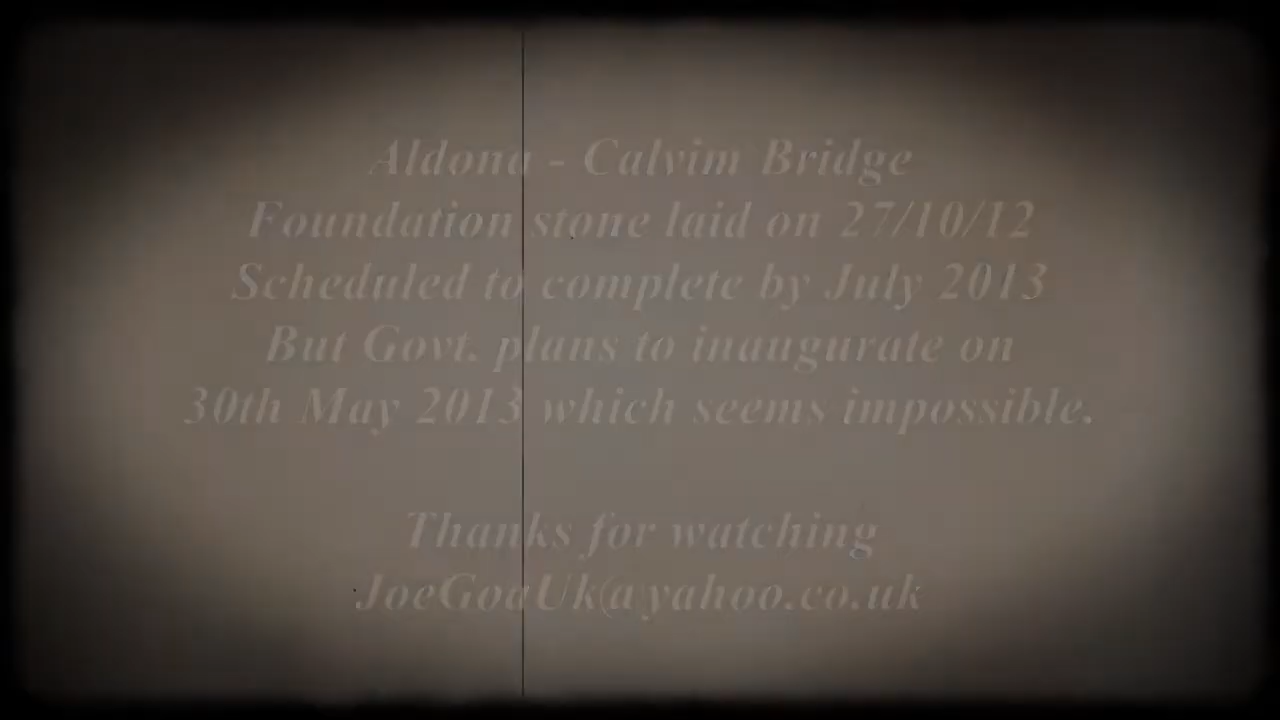 Aldona - Calvim Bridge
Foundation stone laid on 27/10/12
Scheduled to complete by July 2013
But Govt. plans to inaugurate on
30th May 2013 which seems impossible.
Thanks for watching
JoeGoaUk@yahoo.co.uk